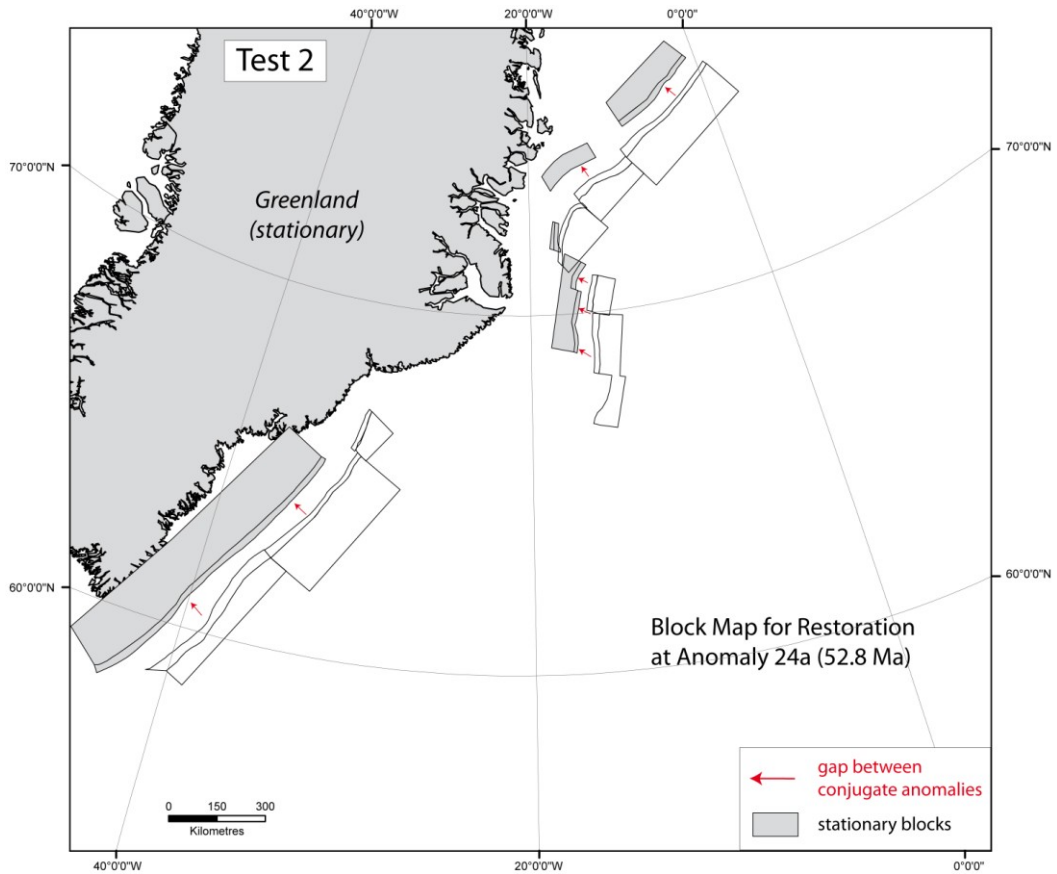 40°0'0"W
20°0'0"W
0°0'0"
Test 2
70°0'0"N
70°0'0"N
Greenland
(stationary)
60°0'0"N
60°0'0"N
Block Map for Restoration
at Anomaly 24a (52.8 Ma)
gap between
conjugate anomalies
stationary blocks
0 150 300
Kilometres
40°0'0"W
20°0'0"W
0°0'0"